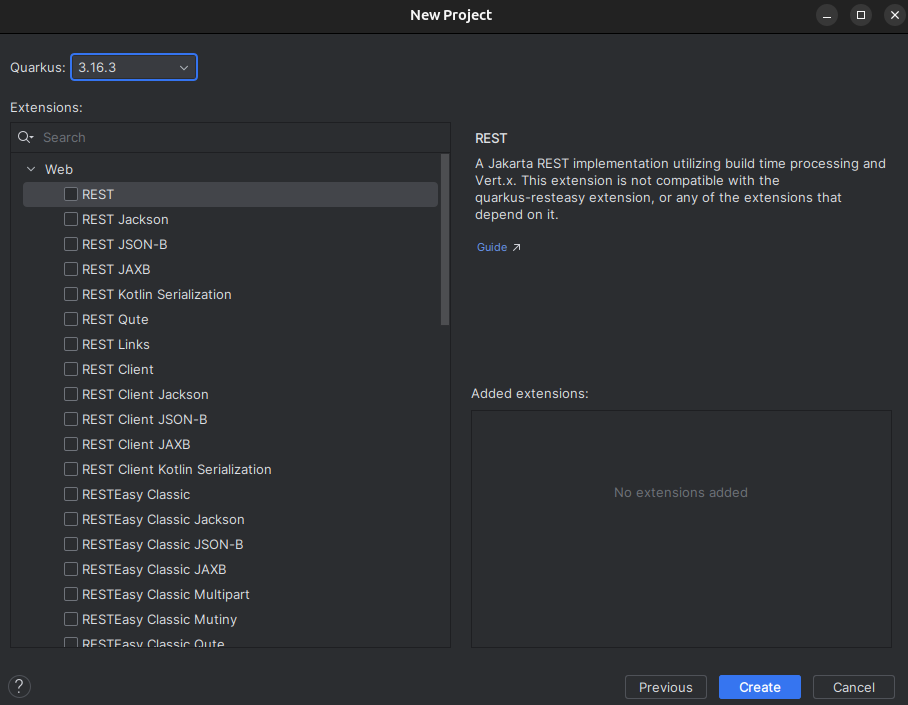 New Project
Quarkus: 3.16.3
Extensions:
Search
Web
REST
REST Jackson
REST JSON-B
REST JAXB
REST Kotlin Serialization
REST Qute
REST Links
REST Client
REST Client Jackson
REST Client JSON-B
REST Client JAXB
REST Client Kotlin Serialization
RESTEasy Classic
RESTEasy Classic Jackson
RESTEasy Classic JSON-B
RESTEasy Classic JAXB
RESTEasy Classic Multipart
RESTEasy Classic Mutiny
RESTEasy Classic Qute
REST
A Jakarta REST implementation utilizing build time processing and
Vert.x. This extension is not compatible with the
quarkus-resteasy extension, or any of the extensions that
depend on it.
Guide ↗
Added extensions:
No extensions added
?
Previous
Create
Cancel